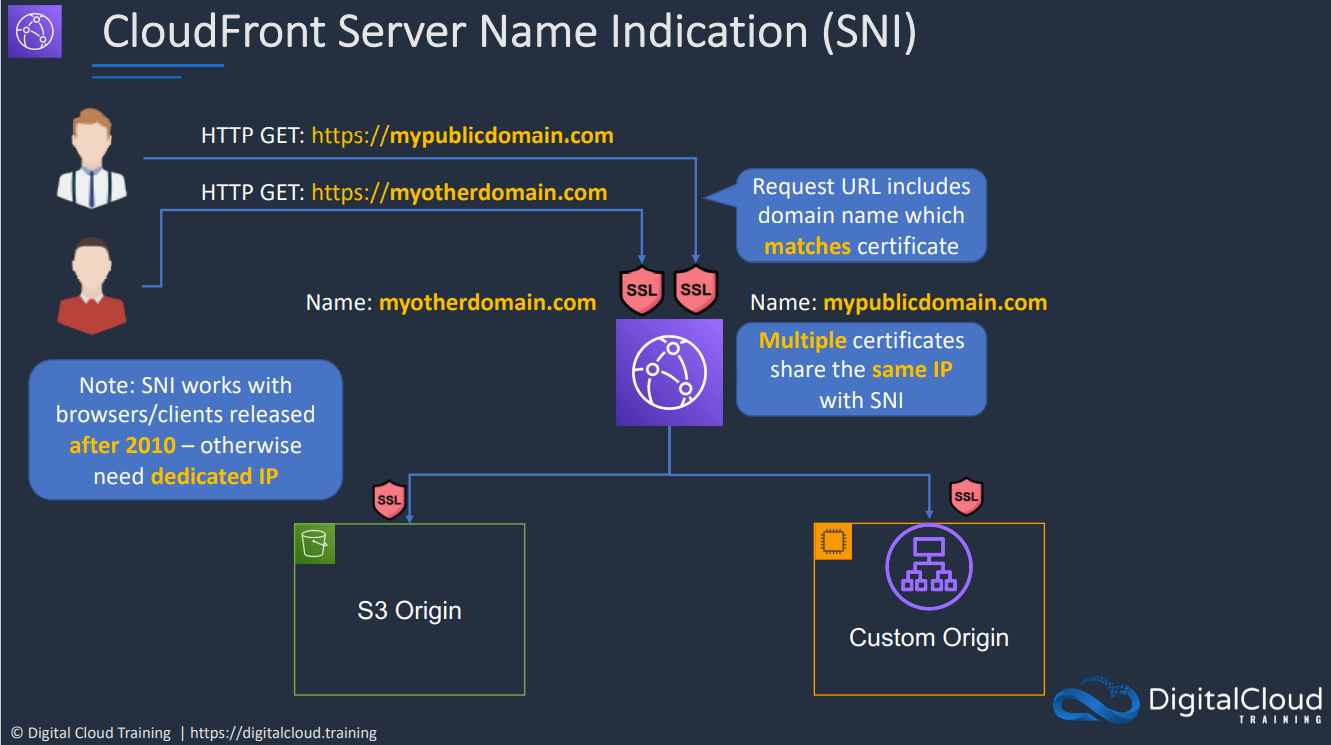 CloudFront Server Name Indication (SNI)
HTTP GET: https://mypublicdomain.com
HTTP GET: https://myotherdomain.com
Request URL includes
domain name which
matches certificate
SSL
SSL
Name: myotherdomain.com
Name: mypublicdomain.com
Multiple certificates
share the same IP
with SNI
Note: SNI works with
browsers/clients released
after 2010 – otherwise
need dedicated IP
SSL
SSL
S3 Origin
Custom Origin
DigitalCloud
TRAINING
© Digital Cloud Training | https://digitalcloud.training